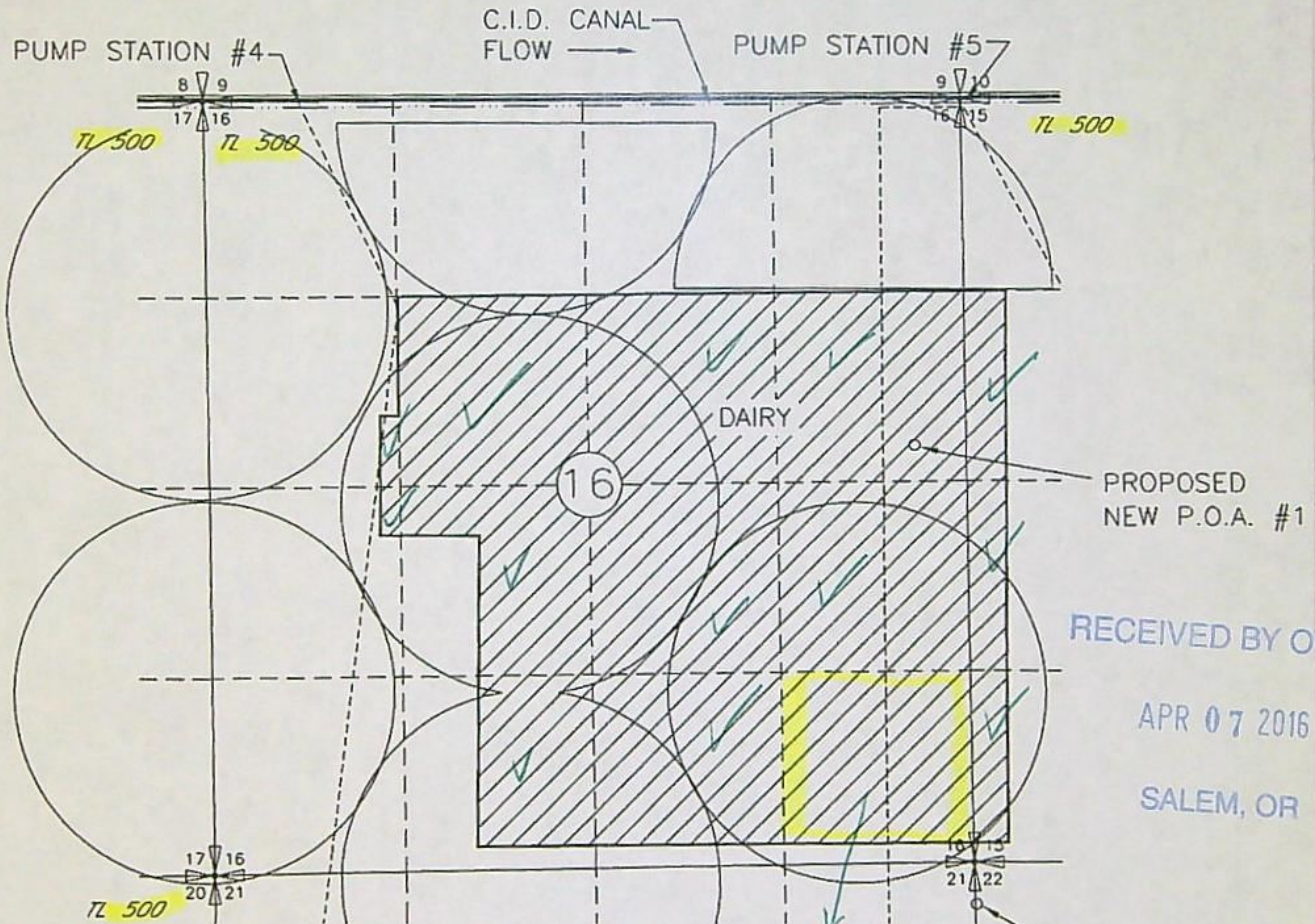 C.I.D. CANAL
FLOW
PUMP STATION #4
PUMP STATION #5
8 9
17 16
9 10
16 15
TL 500
TL 500
TL 500
DAIRY
16
PROPOSED
NEW P.O.A. #1
RECEIVED BY O
APR 07 2016
SALEM, OR
17 16
20 21
16 15
21 22
TL 500